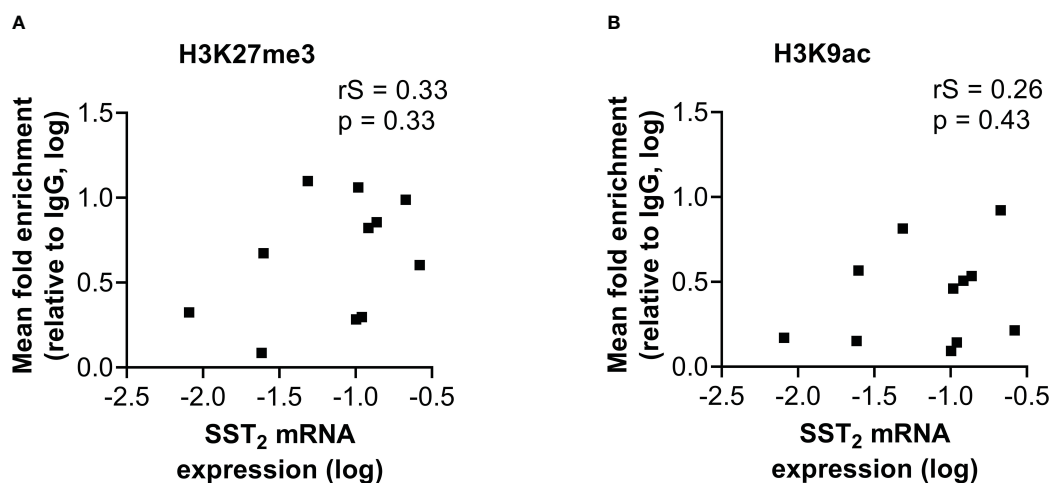 A
H3K27me3
rS = 0.33
p = 0.33
Mean fold enrichment
(relative to IgG, log)
1.5
1.0
0.5
0.0
-2.5 -2.0 -1.5 -1.0 -0.5
SST2 mRNA
expression (log)
B
H3K9ac
rS = 0.26
p = 0.43
Mean fold enrichment
(relative to IgG, log)
1.5
1.0
0.5
0.0
-2.5 -2.0 -1.5 -1.0 -0.5
SST2 mRNA
expression (log)